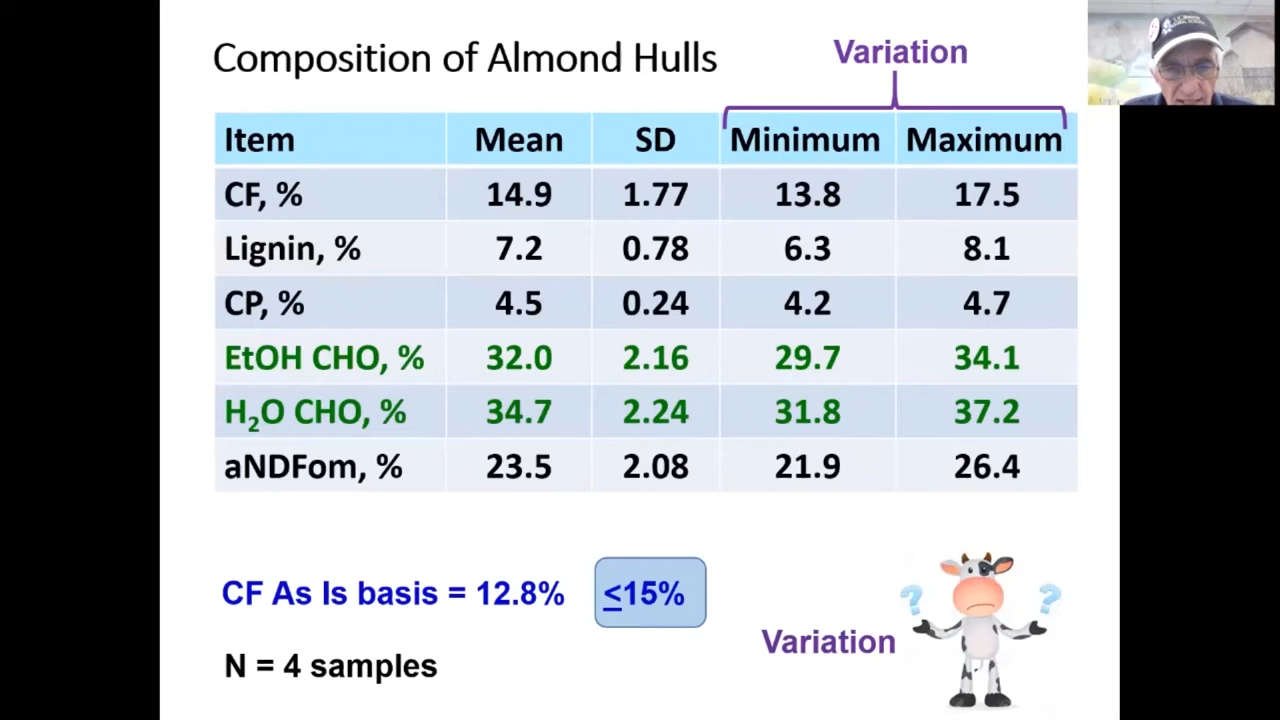 Composition of Almond Hulls
Variation
Item Mean SD Minimum Maximum
CF, % 14.9 1.77 13.8 17.5
Lignin, % 7.2 0.78 6.3 8.1
CP, % 4.5 0.24 4.2 4.7
EtOH CHO, % 32.0 2.16 29.7 34.1
H₂O CHO, % 34.7 2.24 31.8 37.2
aNDFom, % 23.5 2.08 21.9 26.4
CF As Is basis = 12.8% ≤15%
? ?
Variation
N = 4 samples